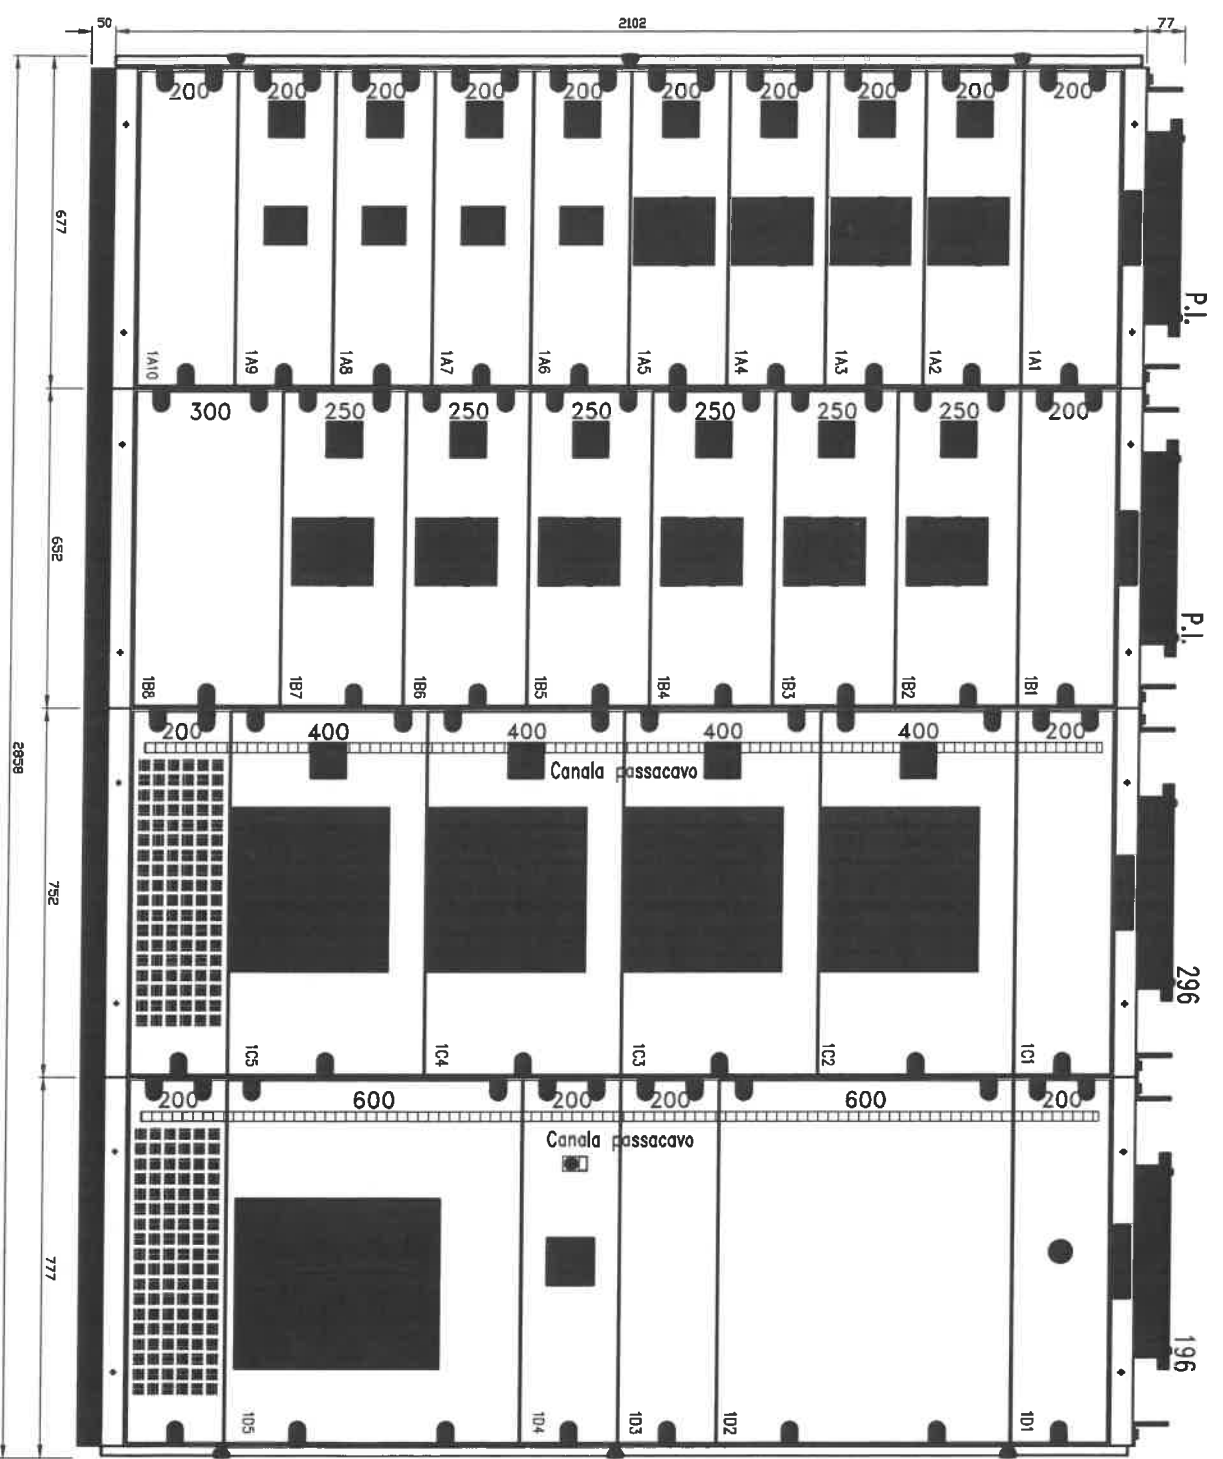 50
2102
77
200
200
200
200
200
200
200
200
200
200
677
P.I.
1A10
1A9
1A8
1A7
1A6
1A5
1A4
1A3
1A2
1A1
300
250
250
250
250
250
250
200
652
P.I.
1B8
1B7
1B6
1B5
1B4
1B3
1B2
1B1
200
400
400
400
400
200
Canala passacavo
2858
752
296
1C5
1C4
1C3
1C2
1C1
200
600
200
200
600
200
Canala passacavo
777
196
1D5
1D4
1D3
1D2
1D1